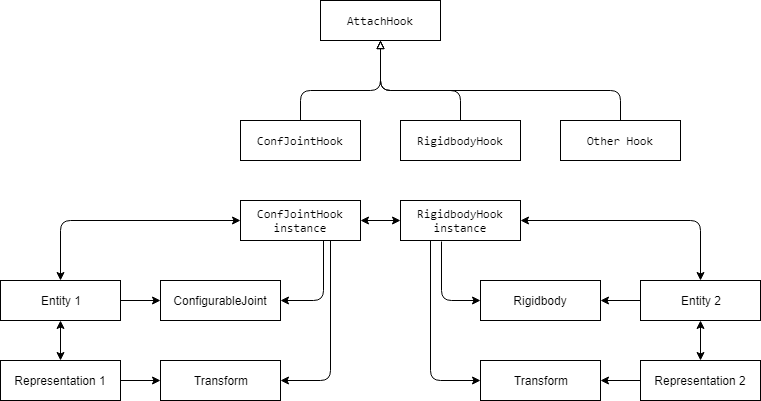 AttachHook
ConfJointHook
RigidbodyHook
Other Hook
ConfJointHook
instance
RigidbodyHook
instance
Entity 1
ConfigurableJoint
Rigidbody
Entity 2
Representation 1
Transform
Transform
Representation 2